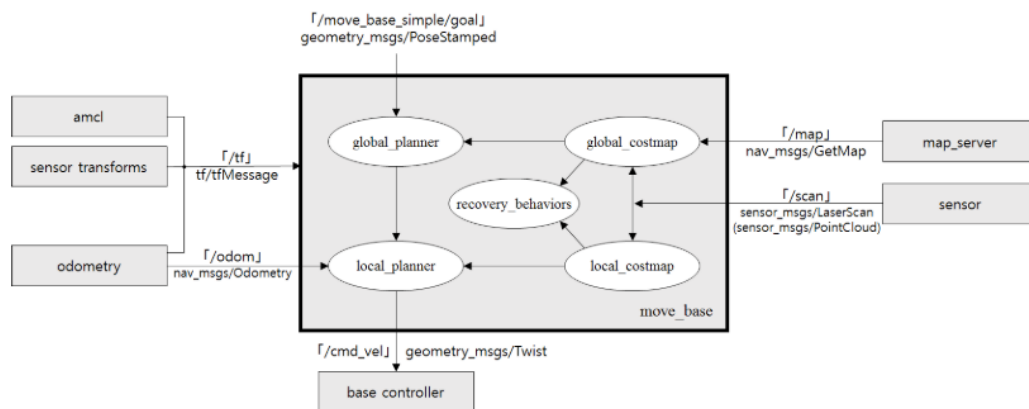 「/move_base_simple/goal」
geometry_msgs/PoseStamped
amcl
sensor transforms
odometry
「/tf」
tf/tfMessage
「/odom」
nav_msgs/Odometry
global_planner
global_costmap
recovery_behaviors
local_planner
local_costmap
move_base
「/map」
nav_msgs/GetMap
map_server
「/scan」
sensor_msgs/LaserScan
(sensor_msgs/PointCloud)
sensor
「/cmd_vel」 geometry_msgs/Twist
base controller